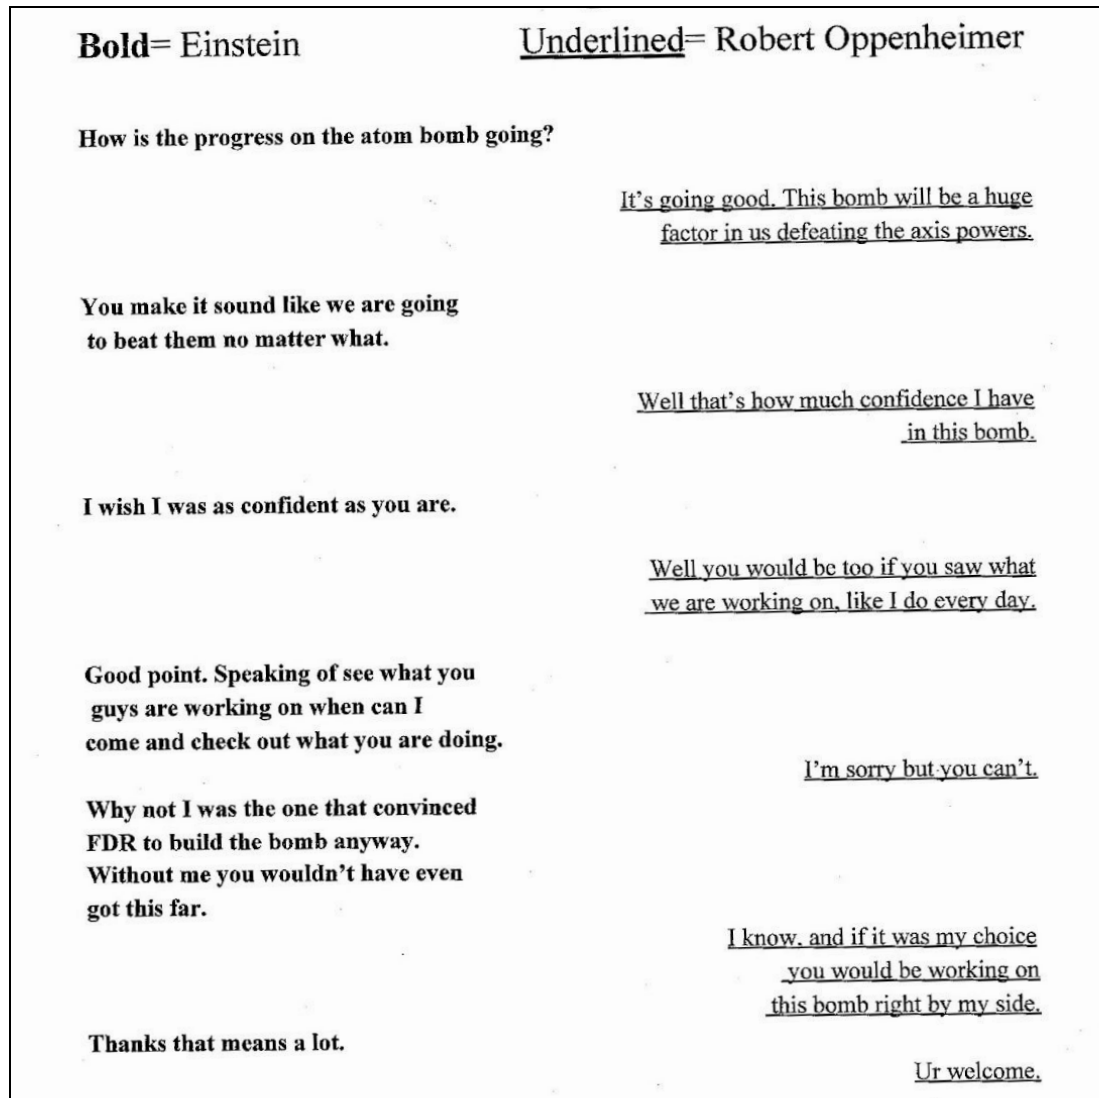 Bold= Einstein Underlined= Robert Oppenheimer
How is the progress on the atom bomb going?
It's going good. This bomb will be a huge
factor in us defeating the axis powers.
You make it sound like we are going
to beat them no matter what.
Well that's how much confidence I have
in this bomb.
I wish I was as confident as you are.
Well you would be too if you saw what
we are working on, like I do every day.
Good point. Speaking of see what you
guys are working on when can I
come and check out what you are doing.
I'm sorry but you can't.
Why not I was the one that convinced
FDR to build the bomb anyway.
Without me you wouldn't have even
got this far.
I know. and if it was my choice
you would be working on
this bomb right by my side.
Thanks that means a lot.
Ur welcome.